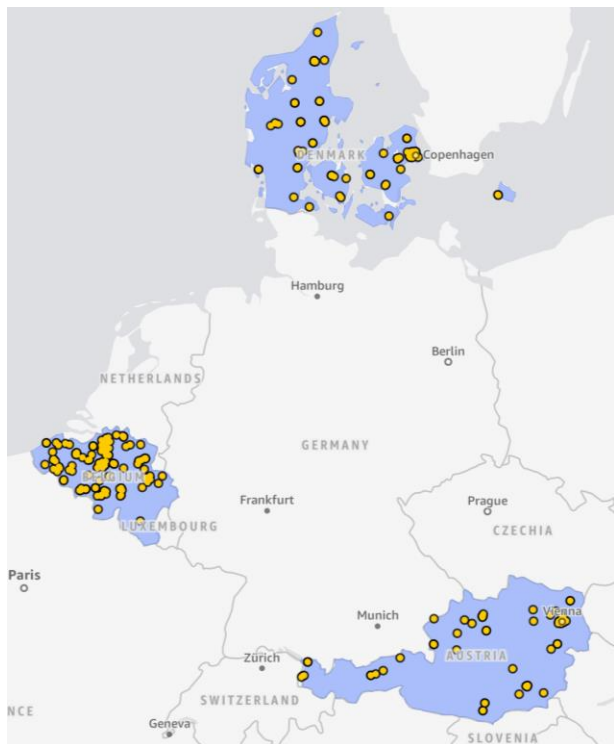 DENMARK
Copenhagen
Hamburg
Berlin
NETHERLANDS
GERMANY
BELGIUM
Frankfurt
Prague
LUXEMBOURG
CZECHIA
Paris
Vienna
Munich
AUSTRIA
Zürich
SWITZERLAND
NCE
Geneva
SLOVENIA